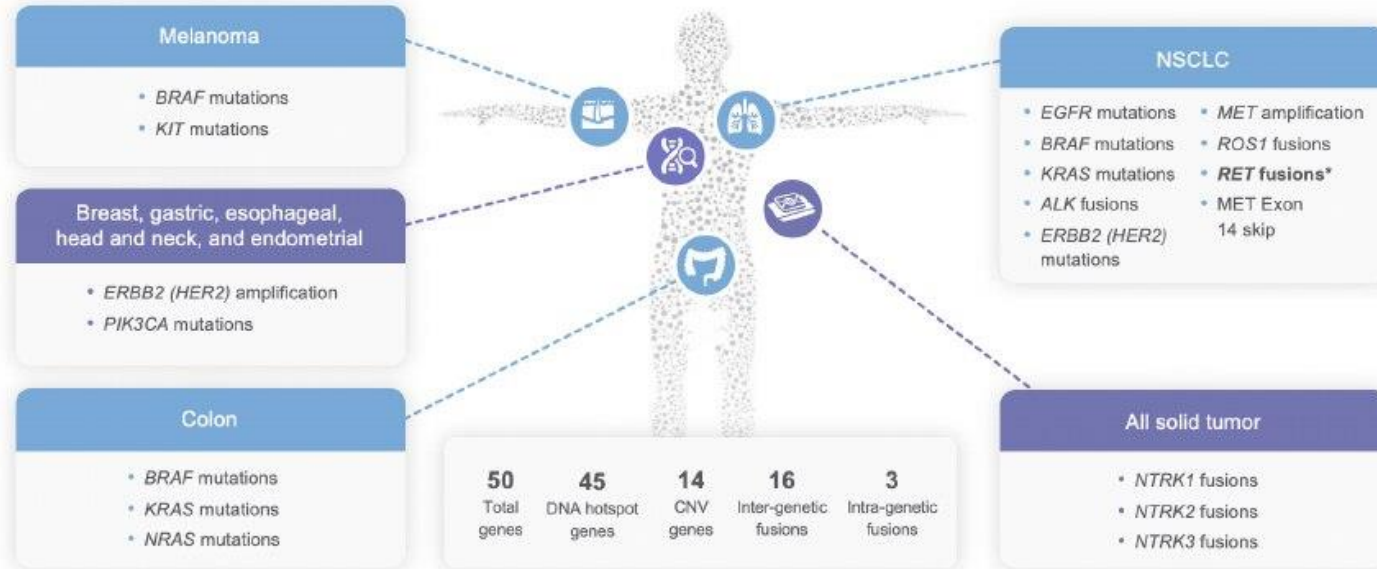 Melanoma
• BRAF mutations
• KIT mutations
Breast, gastric, esophageal,
head and neck, and endometrial
• ERBB2 (HER2) amplification
• PIK3CA mutations
Colon
• BRAF mutations
• KRAS mutations
• NRAS mutations
50
Total
genes
45
DNA hotspot
genes
14
CNV
genes
16
Inter-genetic
fusions
3
Intra-genetic
fusions
NSCLC
• EGFR mutations
• BRAF mutations
• KRAS mutations
• ALK fusions
• ERBB2 (HER2)
mutations
• MET amplification
• ROS1 fusions
• RET fusions*
• MET Exon
14 skip
All solid tumor
• NTRK1 fusions
• NTRK2 fusions
• NTRK3 fusions